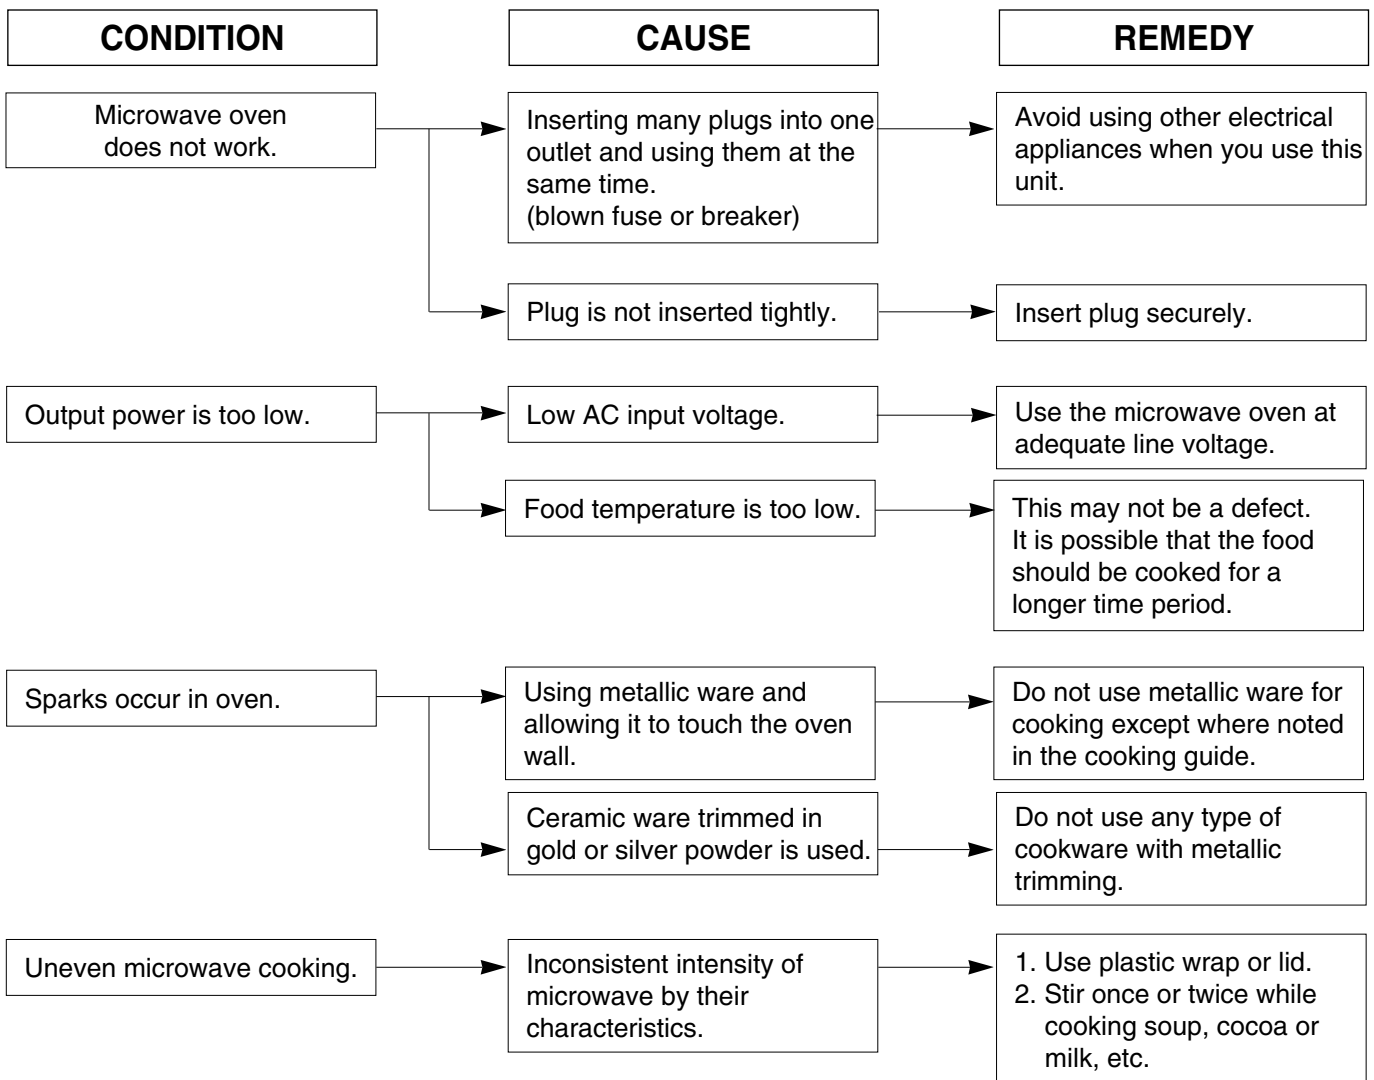 CONDITION
CAUSE
REMEDY
Microwave oven
does not work.
Inserting many plugs into one
outlet and using them at the
same time.
(blown fuse or breaker)
Avoid using other electrical
appliances when you use this
unit.
Plug is not inserted tightly.
Insert plug securely.
Output power is too low.
Low AC input voltage.
Use the microwave oven at
adequate line voltage.
Food temperature is too low.
This may not be a defect.
It is possible that the food
should be cooked for a
longer time period.
Sparks occur in oven.
Using metallic ware and
allowing it to touch the oven
wall.
Do not use metallic ware for
cooking except where noted
in the cooking guide.
Ceramic ware trimmed in
gold or silver powder is used.
Do not use any type of
cookware with metallic
trimming.
Uneven microwave cooking.
Inconsistent intensity of
microwave by their
characteristics.
1. Use plastic wrap or lid.
2. Stir once or twice while
cooking soup, cocoa or
milk, etc.